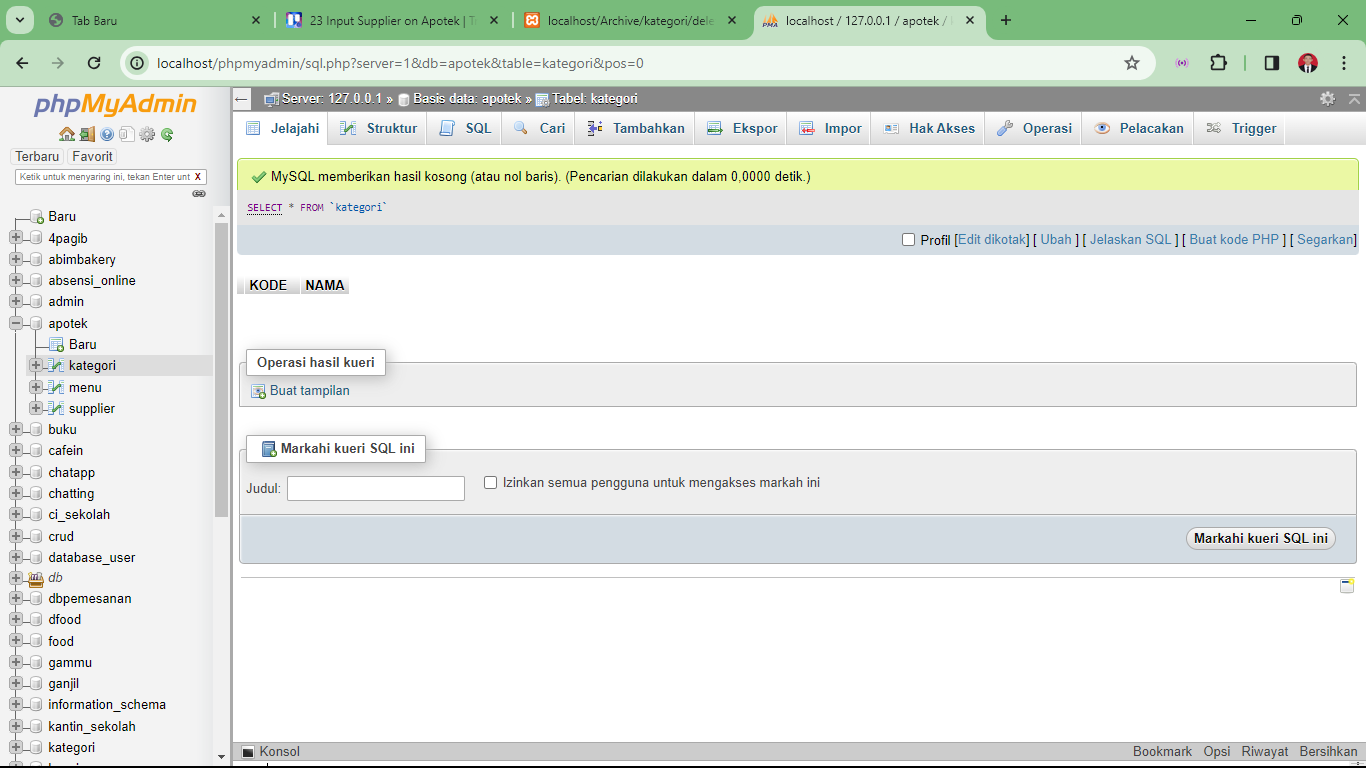 Tab Baru
23 Input Supplier on Apotek | Tr
localhost/Archive/kategori/dele
localhost / 127.0.0.1 / apotek /
localhost/phpmyadmin/sql.php?server=1&db=apotek&table=kategori&pos=0
phpMyAdmin
Terbaru Favorit
Ketik untuk menyaring ini, tekan Enter unt X
Baru
4pagib
abimbakery
absensi_online
admin
apotek
Baru
kategori
menu
supplier
buku
cafein
chatapp
chatting
ci_sekolah
crud
database_user
db
dbpemesanan
dfood
food
gammu
ganjil
information_schema
kantin_sekolah
kategori
Server: 127.0.0.1 » Basis data: apotek » Tabel: kategori
Jelajahi Struktur SQL Cari Tambahkan Ekspor Impor Hak Akses Operasi Pelacakan Trigger
MySQL memberikan hasil kosong (atau nol baris). (Pencarian dilakukan dalam 0,0000 detik.)
SELECT * FROM `kategori`
Profil [Edit dikotak] [ Ubah ] [ Jelaskan SQL ] [ Buat kode PHP ] [ Segarkan]
KODE NAMA
Operasi hasil kueri
Buat tampilan
Markahi kueri SQL ini
Judul: Izinkan semua pengguna untuk mengakses markah ini
Markahi kueri SQL ini
Konsol Bookmark Opsi Riwayat Bersihkan